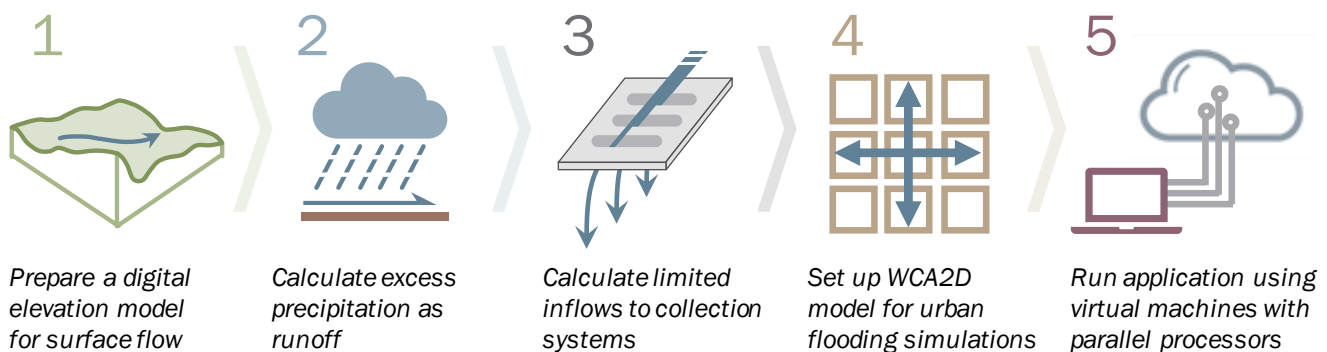 1
Prepare a digital
elevation model
for surface flow
2
Calculate excess
precipitation as
runoff
3
Calculate limited
inflows to collection
systems
4
Set up WCA2D
model for urban
flooding simulations
5
Run application using
virtual machines with
parallel processors